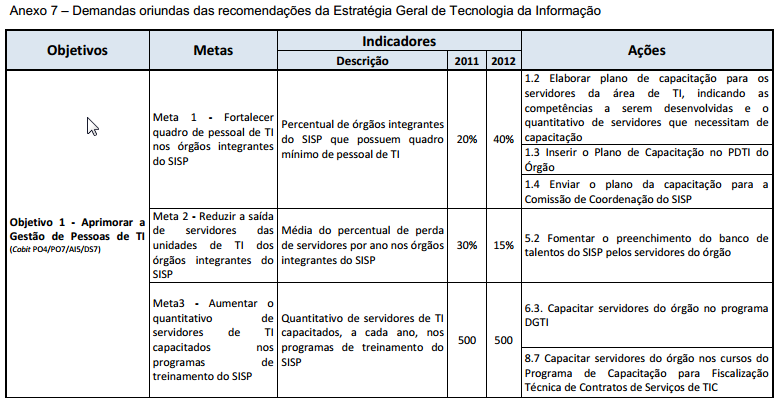 Anexo 7 – Demandas oriundas das recomendações da Estratégia Geral de Tecnologia da Informação
Objetivos
Metas
Indicadores
Ações
Descrição
2011
2012
Objetivo 1 - Aprimorar a
Gestão de Pessoas de TI
(Cobit PO4/PO7/AI5/DS7)
Meta 1 - Fortalecer
quadro de pessoal de TI
nos órgãos integrantes
do SISP
Percentual de órgãos integrantes
do SISP que possuem quadro
mínimo de pessoal de TI
20%
40%
1.2 Elaborar plano de capacitação para os
servidores da área de TI, indicando as
competências a serem desenvolvidas e o
quantitativo de servidores que necessitam de
capacitação
1.3 Inserir o Plano de Capacitação no PDTI do
Órgão
1.4 Enviar o plano da capacitação para a
Comissão de Coordenação do SISP
Meta 2 - Reduzir a saída
de servidores das
unidades de TI dos
órgãos integrantes do
SISP
Média do percentual de perda
de servidores por ano nos órgãos
integrantes do SISP
30%
15%
5.2 Fomentar o preenchimento do banco de
talentos do SISP pelos servidores do órgão
Meta3 - Aumentar o
quantitativo de
servidores de TI
capacitados nos
programas de
treinamento do SISP
Quantitativo de servidores de TI
capacitados, a cada ano, nos
programas de treinamento do
SISP
500
500
6.3. Capacitar servidores do órgão no programa
DGTI
8.7 Capacitar servidores do órgão nos cursos do
Programa de Capacitação para Fiscalização
Técnica de Contratos de Serviços de TIC